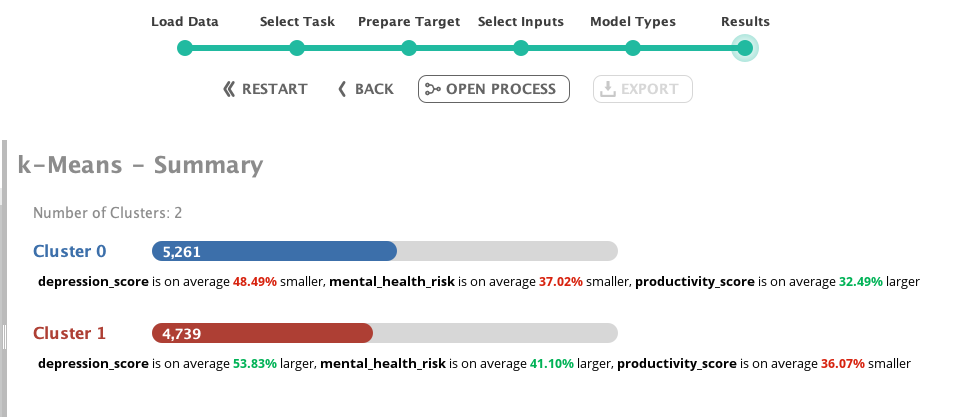 Load Data Select Task Prepare Target Select Inputs Model Types Results
RESTART BACK OPEN PROCESS EXPORT
k-Means - Summary
Number of Clusters: 2
Cluster 0 5,261
depression_score is on average 48.49% smaller, mental_health_risk is on average 37.02% smaller, productivity_score is on average 32.49% larger
Cluster 1 4,739
depression_score is on average 53.83% larger, mental_health_risk is on average 41.10% larger, productivity_score is on average 36.07% smaller